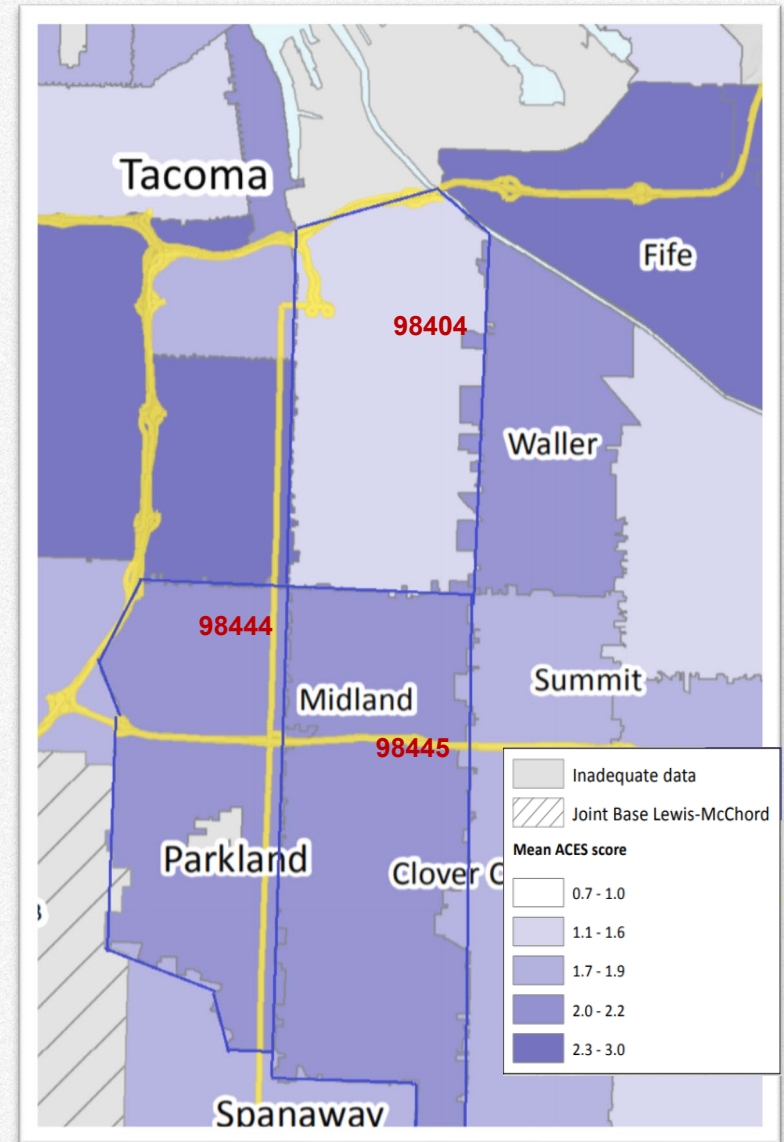 Tacoma
Fife
98404
Waller
98444
Summit
Midland
98445
Parkland
Clover C
Spanaway
Inadequate data
Joint Base Lewis-McChord
Mean ACES score
0.7 - 1.0
1.1 - 1.6
1.7 - 1.9
2.0 - 2.2
2.3 - 3.0